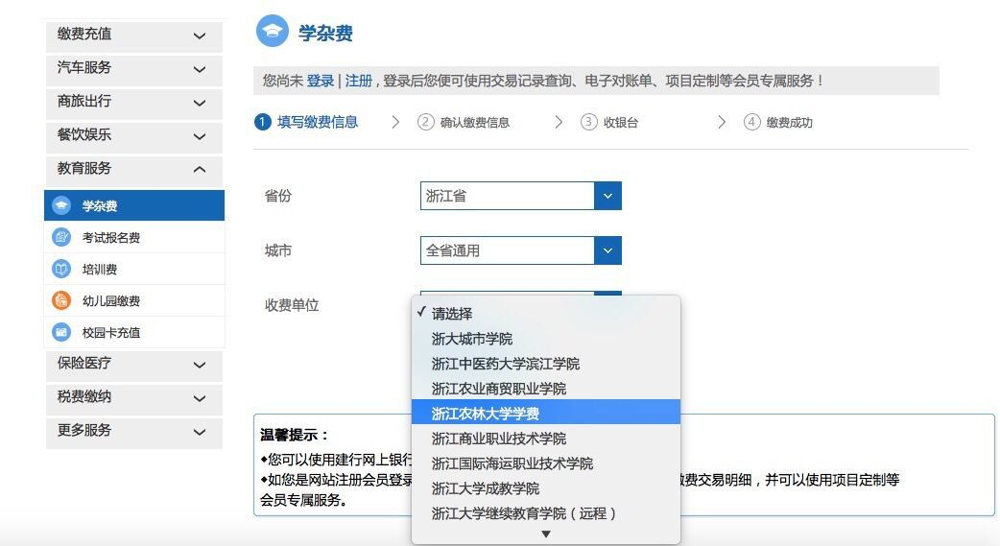 缴费充值
汽车服务
商旅出行
餐饮娱乐
教育服务
学杂费
考试报名费
培训费
幼儿园缴费
校园卡充值
保险医疗
税费缴纳
更多服务
学杂费
您尚未 登录 | 注册 , 登录后您便可使用交易记录查询、电子对账单、项目定制等会员专属服务！
1 填写缴费信息 2 确认缴费信息 3 收银台 4 缴费成功
省份 浙江省
城市 全省通用
收费单位
✓ 请选择
浙大城市学院
浙江中医药大学滨江学院
浙江农业商贸职业学院
浙江农林大学学费
浙江商业职业技术学院
浙江国际海运职业技术学院
浙江大学成教学院
浙江大学继续教育学院（远程）
温馨提示：
◆您可以使用建行网上银行
◆如您是网站注册会员登录 缴费交易明细，并可以使用项目定制等
会员专属服务。